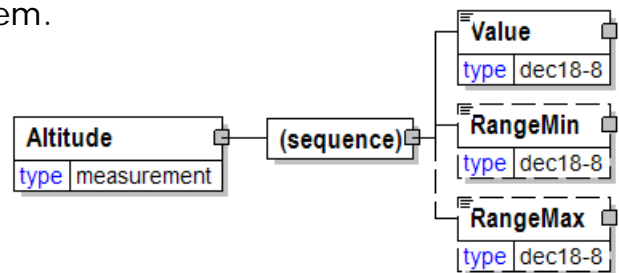 em.
Value
type dec18-8
RangeMin
type dec18-8
Altitude
type measurement
(sequence)
RangeMax
type dec18-8